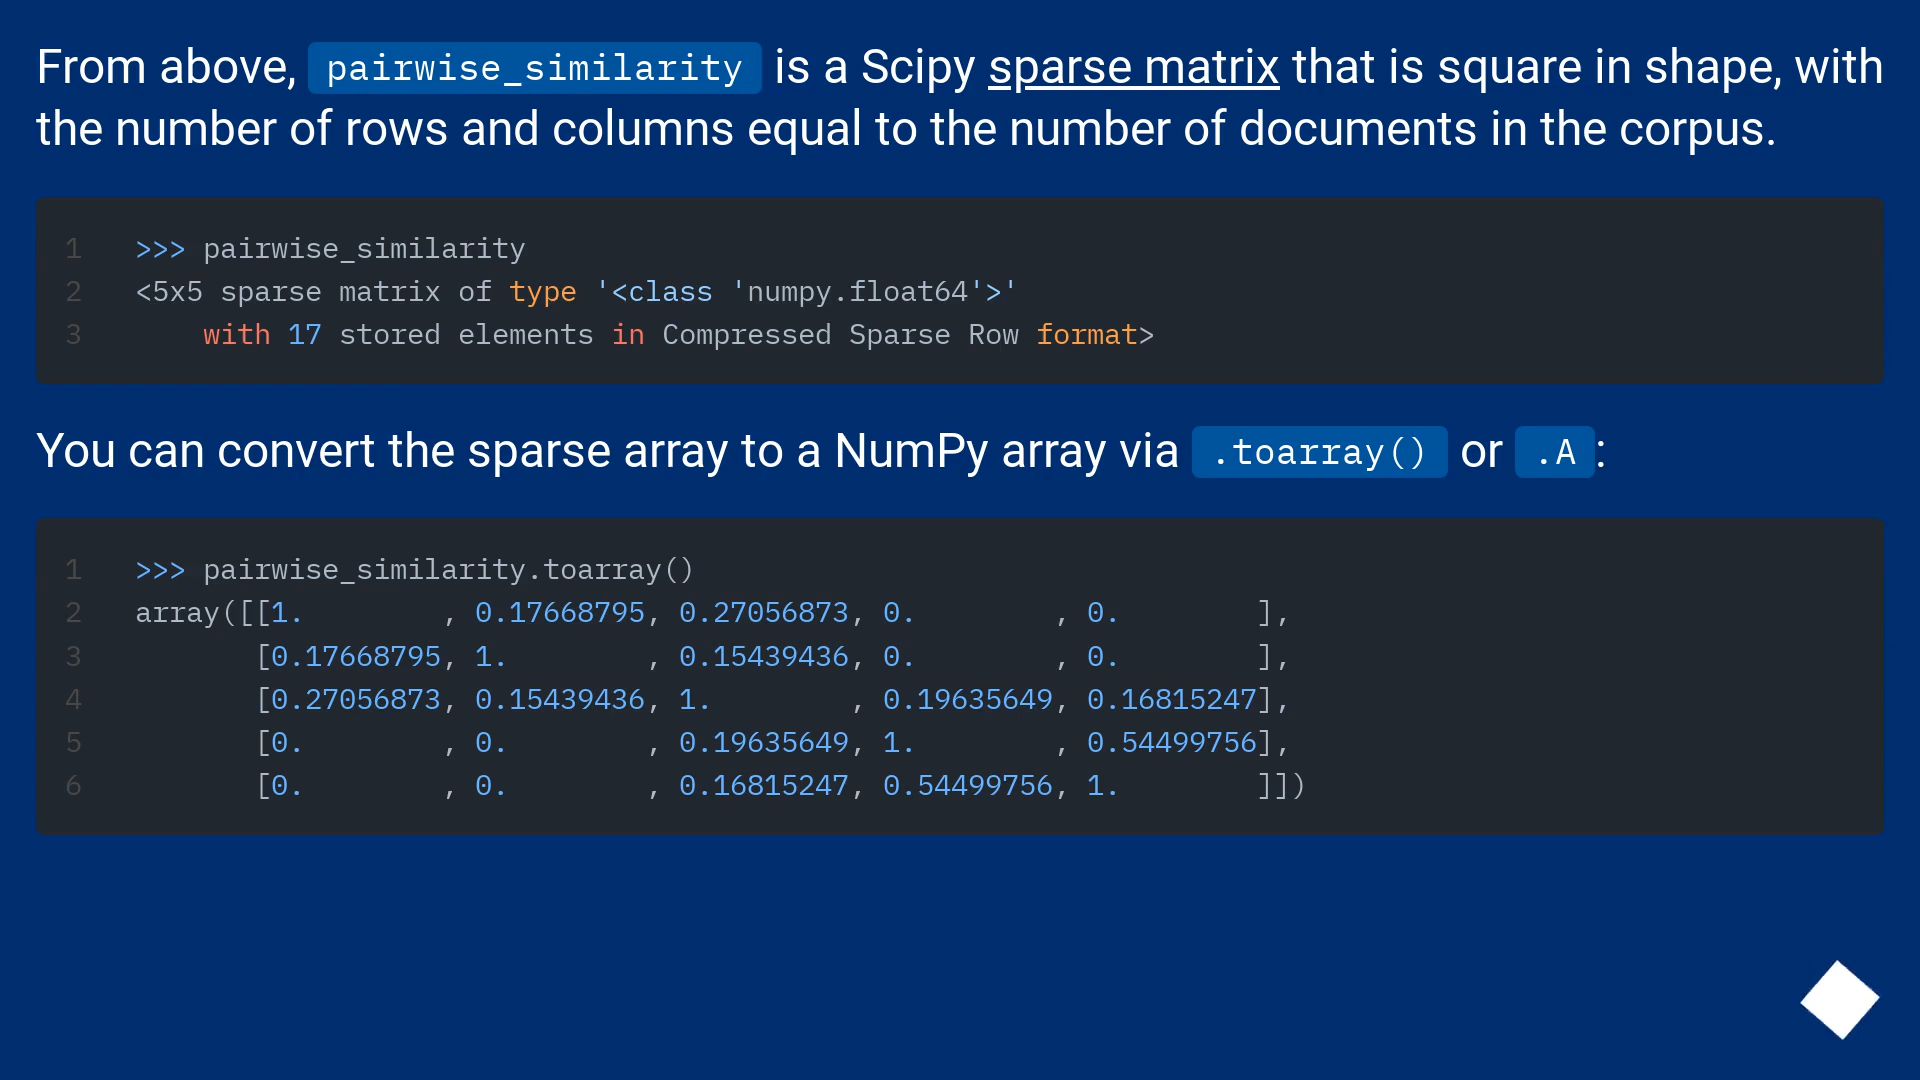 From above, pairwise_similarity is a Scipy sparse matrix that is square in shape, with
the number of rows and columns equal to the number of documents in the corpus.
1 >>> pairwise_similarity
2 <5x5 sparse matrix of type '<class 'numpy.float64'>'
3     with 17 stored elements in Compressed Sparse Row format>
You can convert the sparse array to a NumPy array via .toarray() or .A:
1 >>> pairwise_similarity.toarray()
2 array([[1.        , 0.17668795, 0.27056873, 0.        , 0.        ],
3        [0.17668795, 1.        , 0.15439436, 0.        , 0.        ],
4        [0.27056873, 0.15439436, 1.        , 0.19635649, 0.16815247],
5        [0.        , 0.        , 0.19635649, 1.        , 0.54499756],
6        [0.        , 0.        , 0.16815247, 0.54499756, 1.        ]])